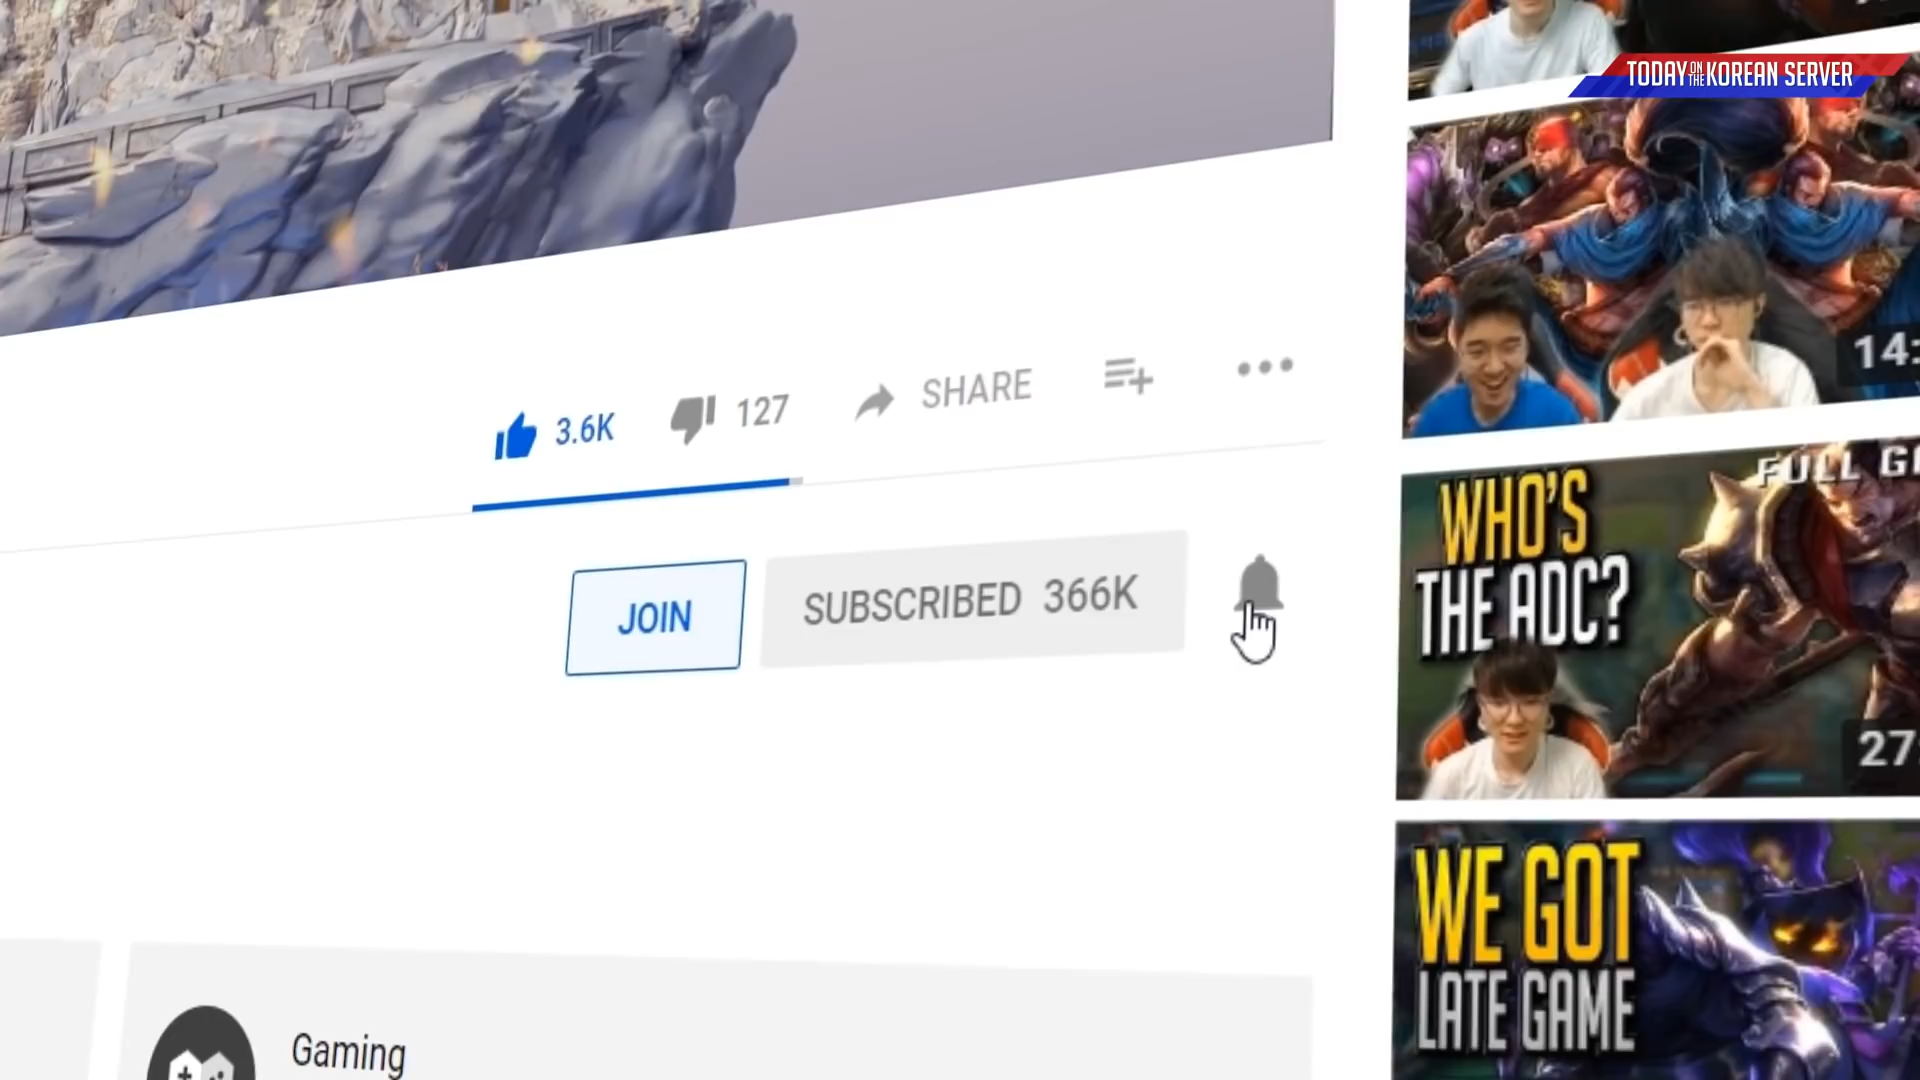 TODAY ON THE KOREAN SERVER
14:
3.6K
127
SHARE
FULL
WHO'S
THE ADC?
JOIN
SUBSCRIBED 366K
27:
WE GOT
LATE GAME
Gaming